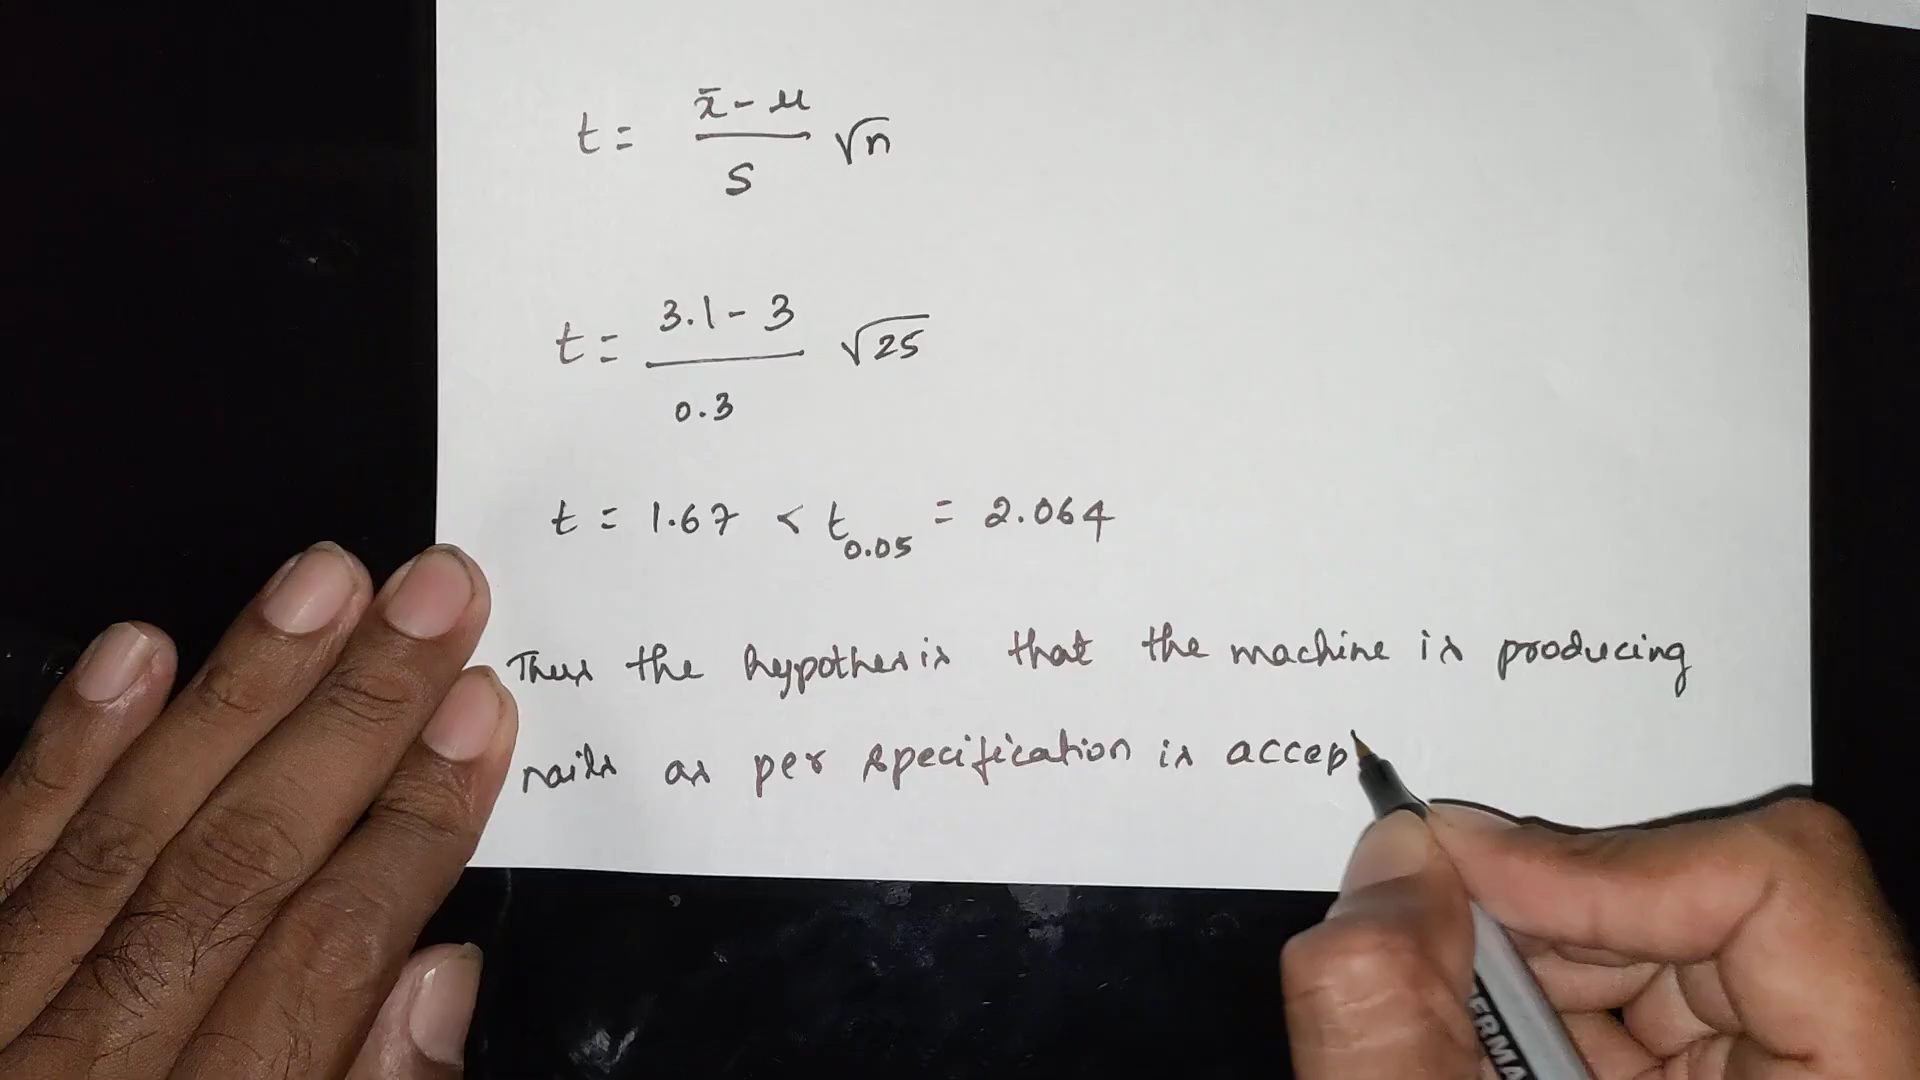 t = x̄ - μ / S √n
t = 3.1 - 3 / 0.3 √25
t = 1.67 < t0.05 = 2.064
Thus the hypothesis that the machine is producing
nails as per specification is accep
ERMA